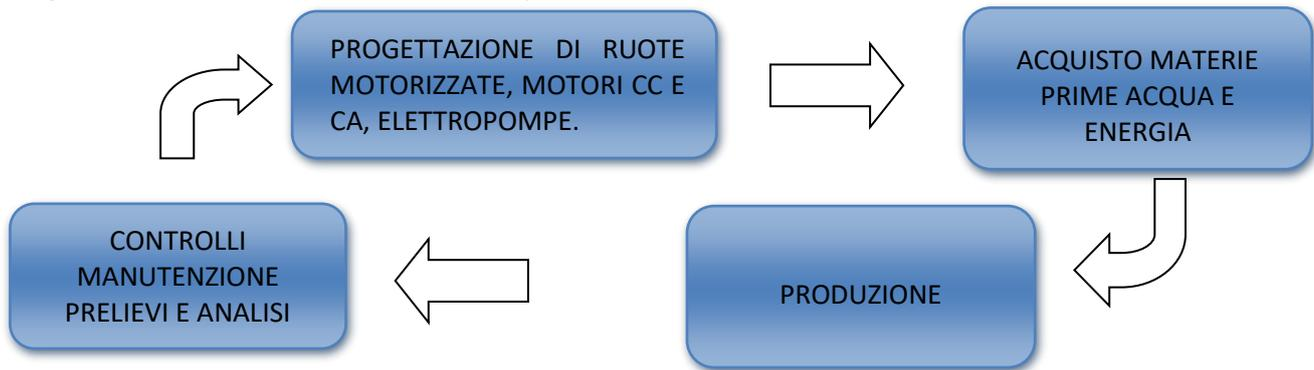 PROGETTAZIONE DI RUOTE
MOTORIZZATE, MOTORI CC E
CA, ELETTROPOMPE.
ACQUISTO MATERIE
PRIME ACQUA E
ENERGIA
PRODUZIONE
CONTROLLI
MANUTENZIONE
PRELIEVI E ANALISI